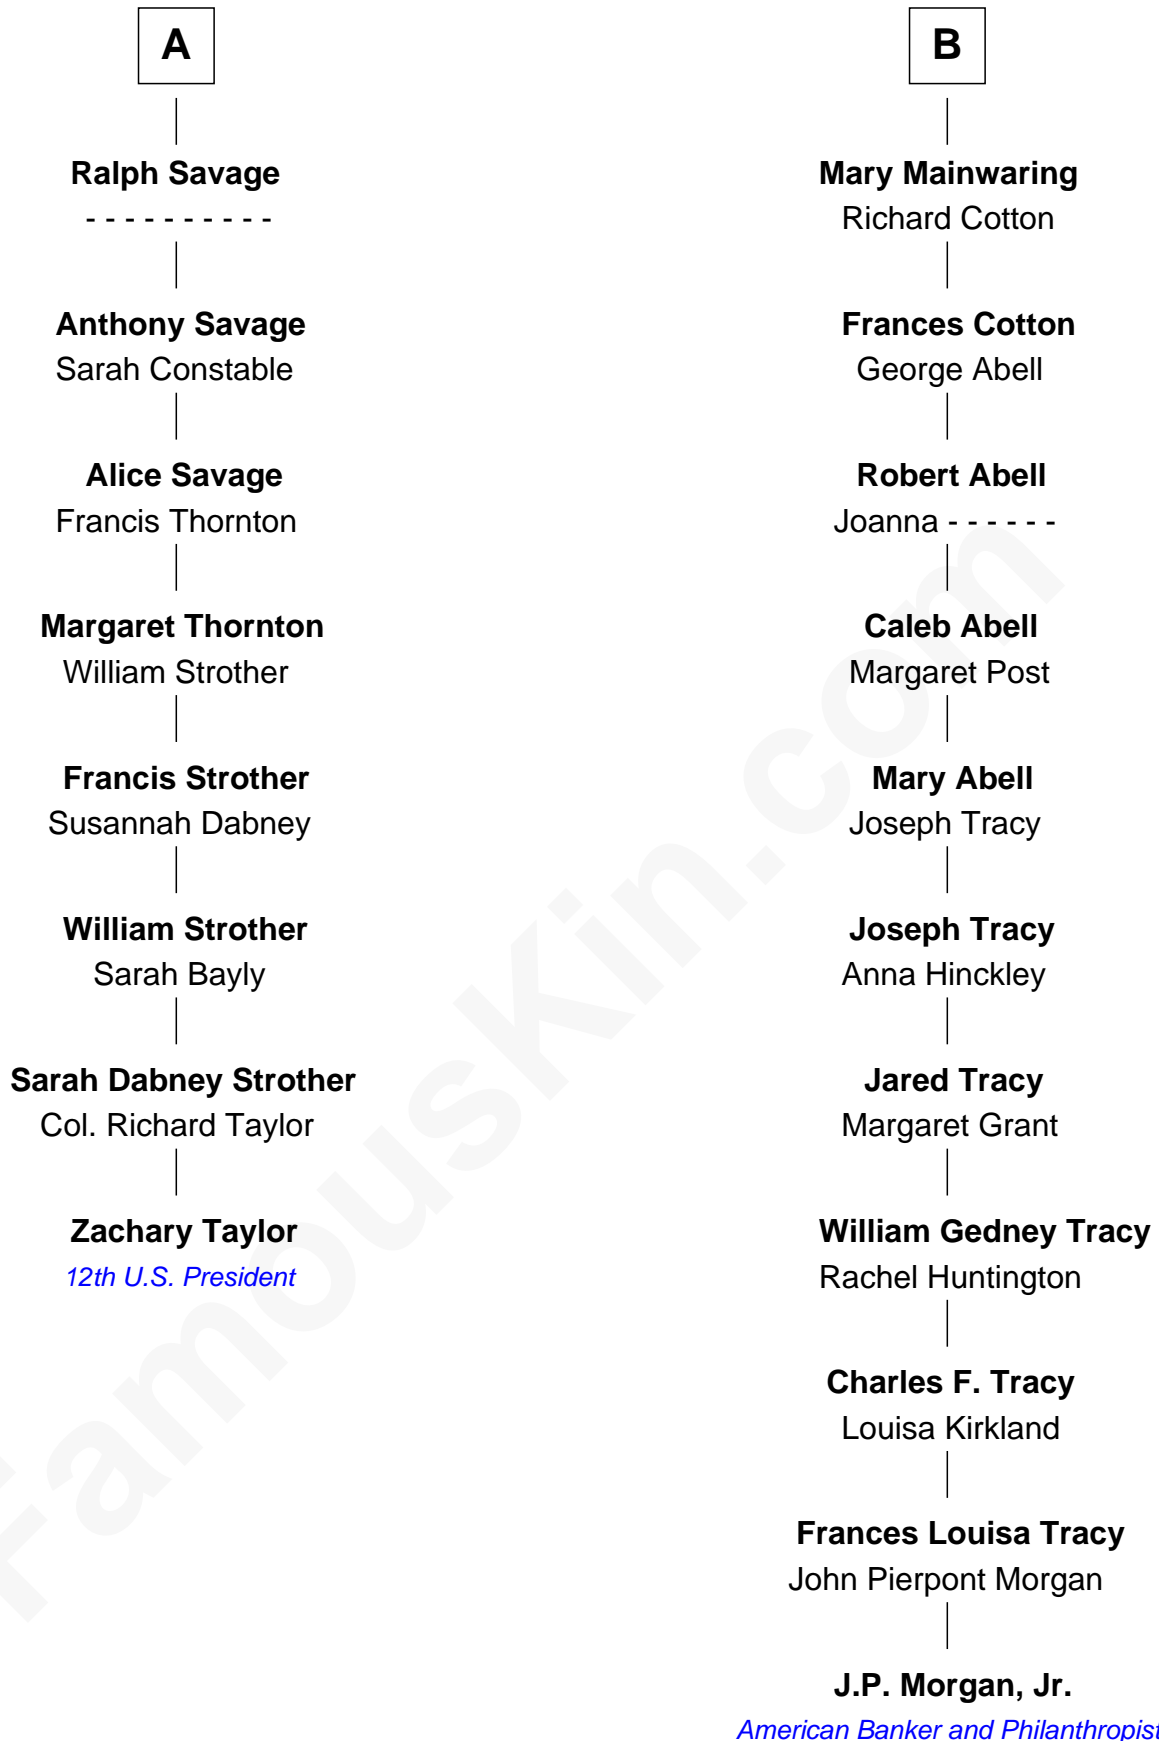 A
Ralph Savage
- - - - - - - - - -
Anthony Savage
Sarah Constable
Alice Savage
Francis Thornton
Margaret Thornton
William Strother
Francis Strother
Susannah Dabney
William Strother
Sarah Bayly
Sarah Dabney Strother
Col. Richard Taylor
Zachary Taylor
12th U.S. President
B
Mary Mainwaring
Richard Cotton
Frances Cotton
George Abell
Robert Abell
Joanna - - - - - -
Caleb Abell
Margaret Post
Mary Abell
Joseph Tracy
Joseph Tracy
Anna Hinckley
Jared Tracy
Margaret Grant
William Gedney Tracy
Rachel Huntington
Charles F. Tracy
Louisa Kirkland
Frances Louisa Tracy
John Pierpont Morgan
J.P. Morgan, Jr.
American Banker and Philanthropist
FamousKin.com